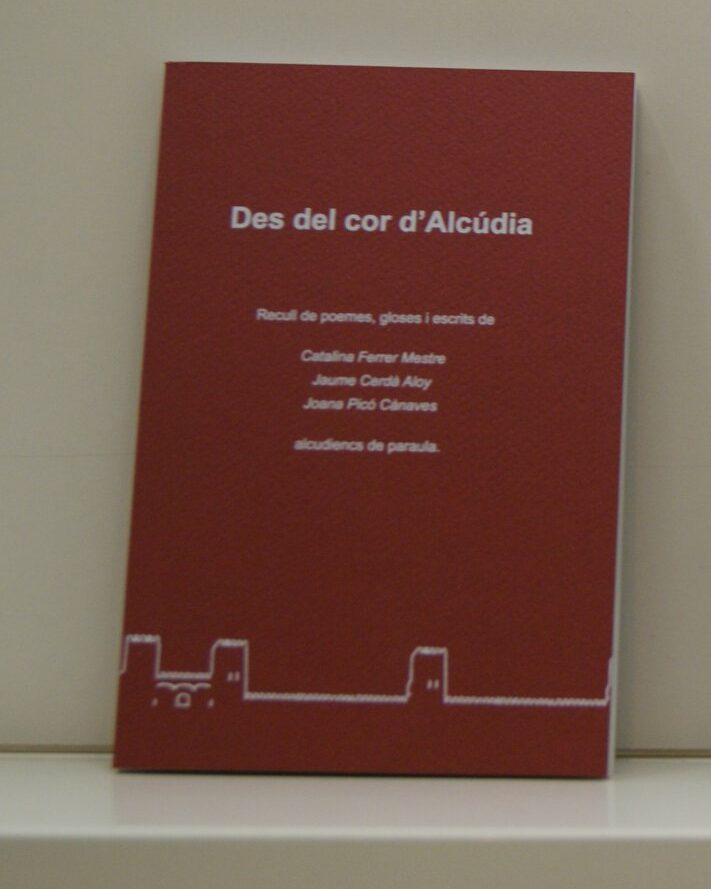 Des del cor d'Alcúdia
Recull de poemes, gloses i escrits de
Catalina Ferrer Mestre
Jaume Cerdà Aloy
Joana Picó Cànaves
alcudiencs de paraula.